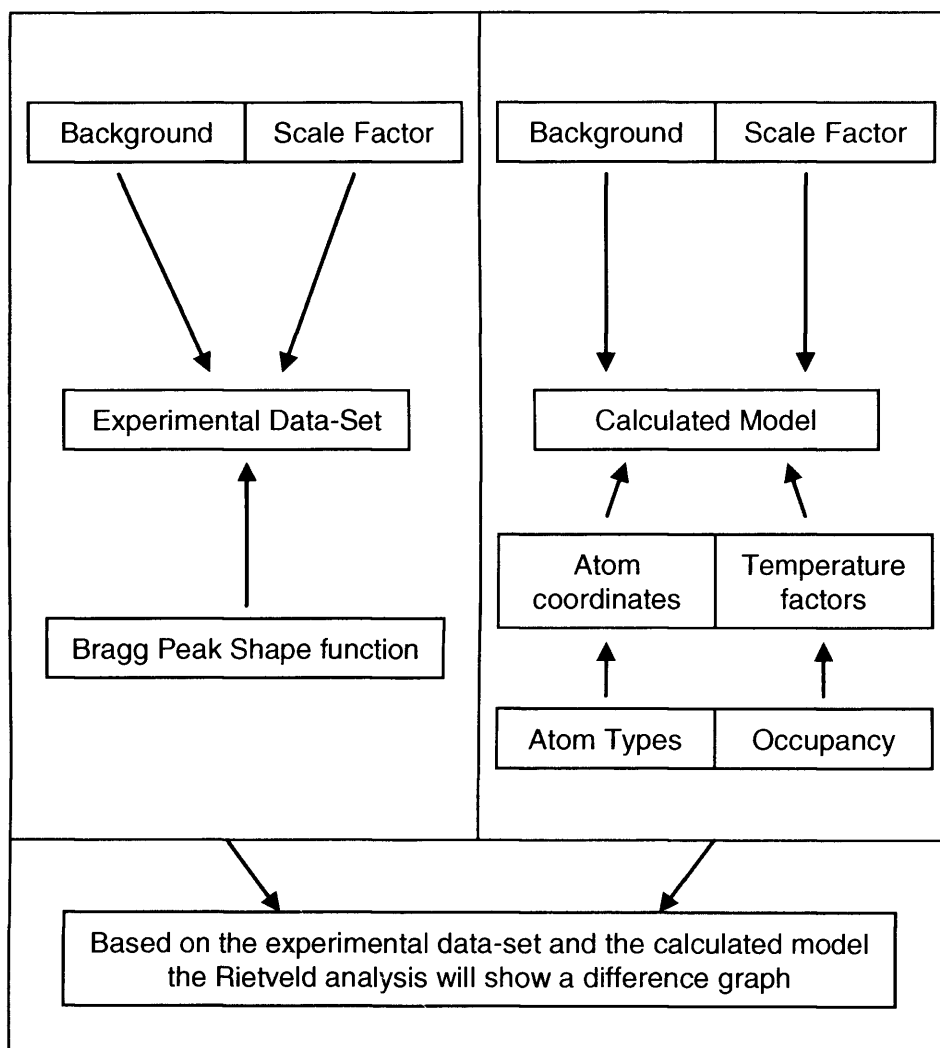 Background Scale Factor
Experimental Data-Set
Bragg Peak Shape function
Background Scale Factor
Calculated Model
Atom coordinates
Temperature factors
Atom Types Occupancy
Based on the experimental data-set and the calculated model
the Rietveld analysis will show a difference graph